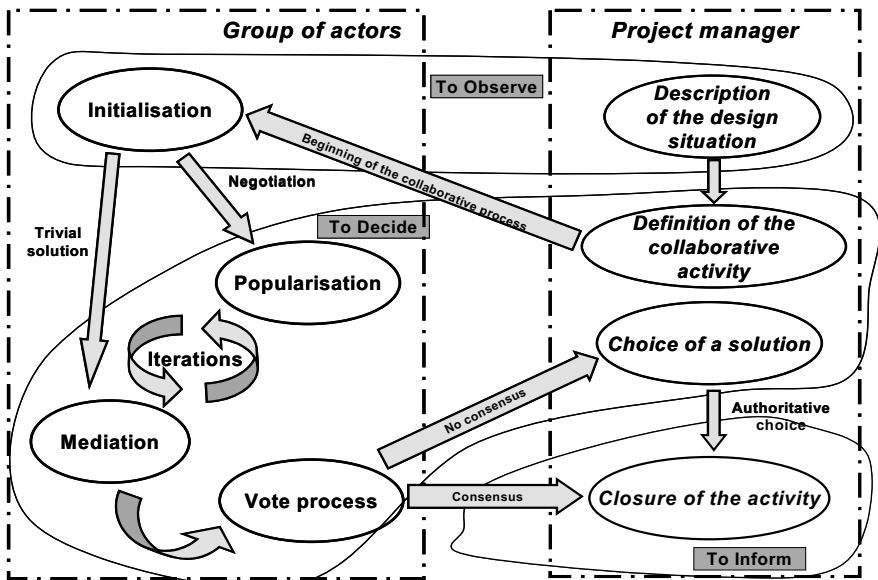 Group of actors
Project manager
To Observe
Initialisation
Description
of the design
situation
Beginning of the collaborative process
Negotiation
Trivial
solution
To Decide
Definition of the
collaborative
activity
Popularisation
Iterations
Choice of a solution
No consensus
Authoritative
choice
Mediation
Vote process
Consensus
Closure of the activity
To Inform